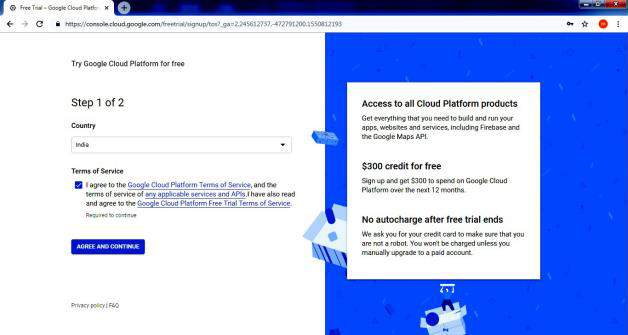 Free Trial – Google Cloud Platfo
https://console.cloud.google.com/freetrial/signup/tos?_ga=2.245612737.-472791200.1550812193
Try Google Cloud Platform for free
Step 1 of 2
Country
India
Terms of Service
I agree to the Google Cloud Platform Terms of Service, and the
terms of service of any applicable services and APIs.I have also read
and agree to the Google Cloud Platform Free Trial Terms of Service.
Required to continue
AGREE AND CONTINUE
Privacy policy | FAQ
Access to all Cloud Platform products
Get everything that you need to build and run your
apps, websites and services, including Firebase and
the Google Maps API.
$300 credit for free
Sign up and get $300 to spend on Google Cloud
Platform over the next 12 months.
No autocharge after free trial ends
We ask you for your credit card to make sure that you
are not a robot. You won't be charged unless you
manually upgrade to a paid account.